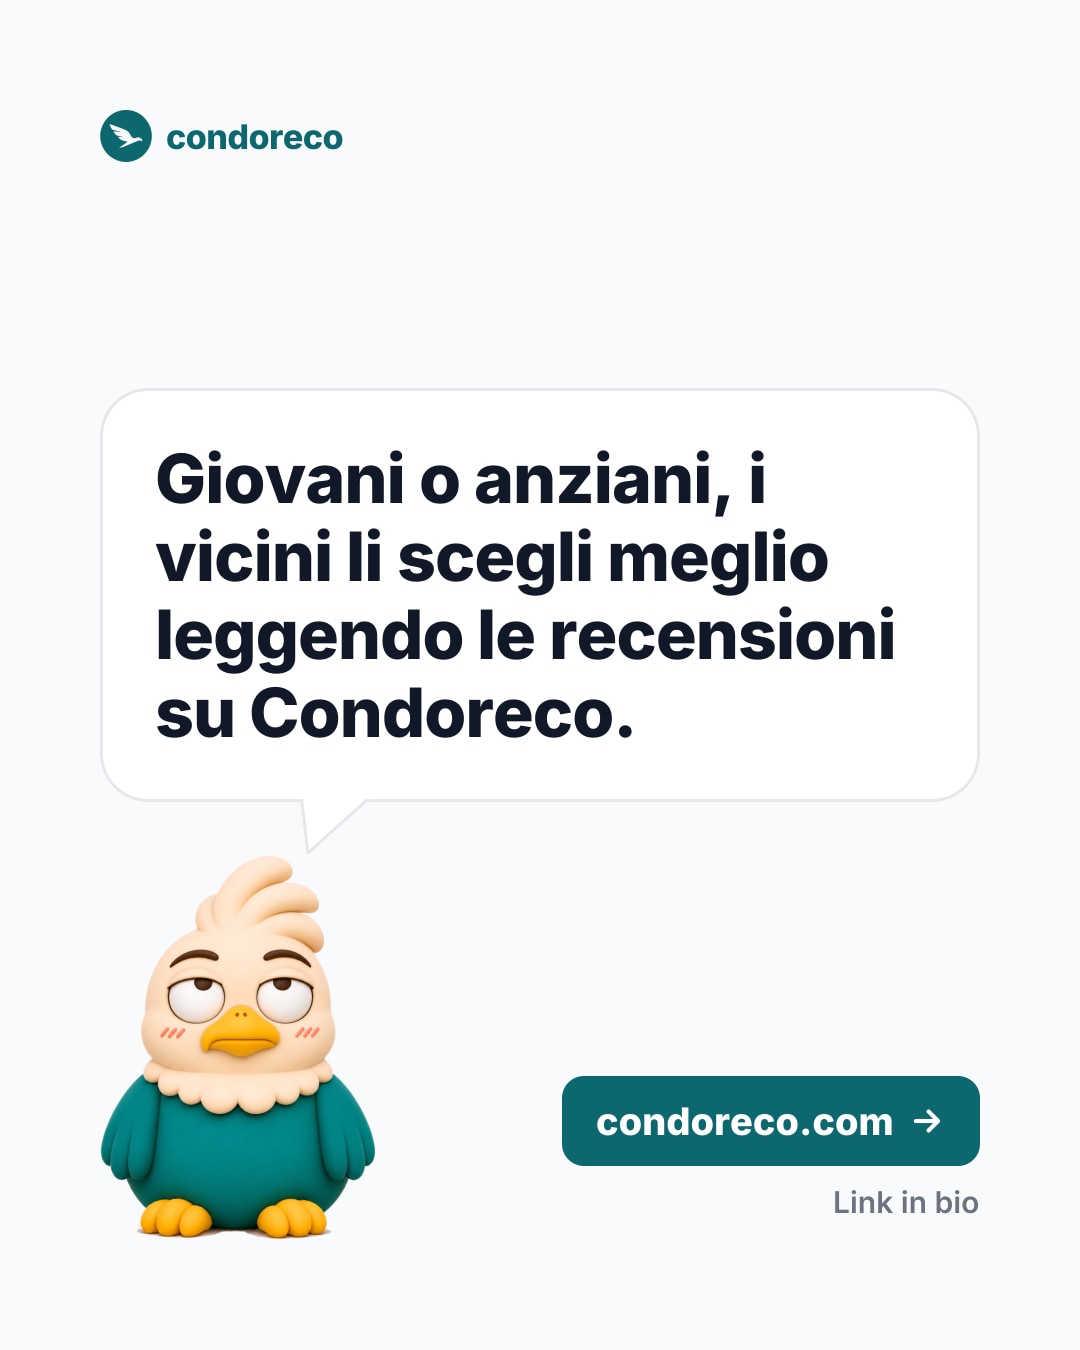 condoreco
Giovani o anziani, i
vicini li scegli meglio
leggendo le recensioni
su Condoreco.
condoreco.com →
Link in bio